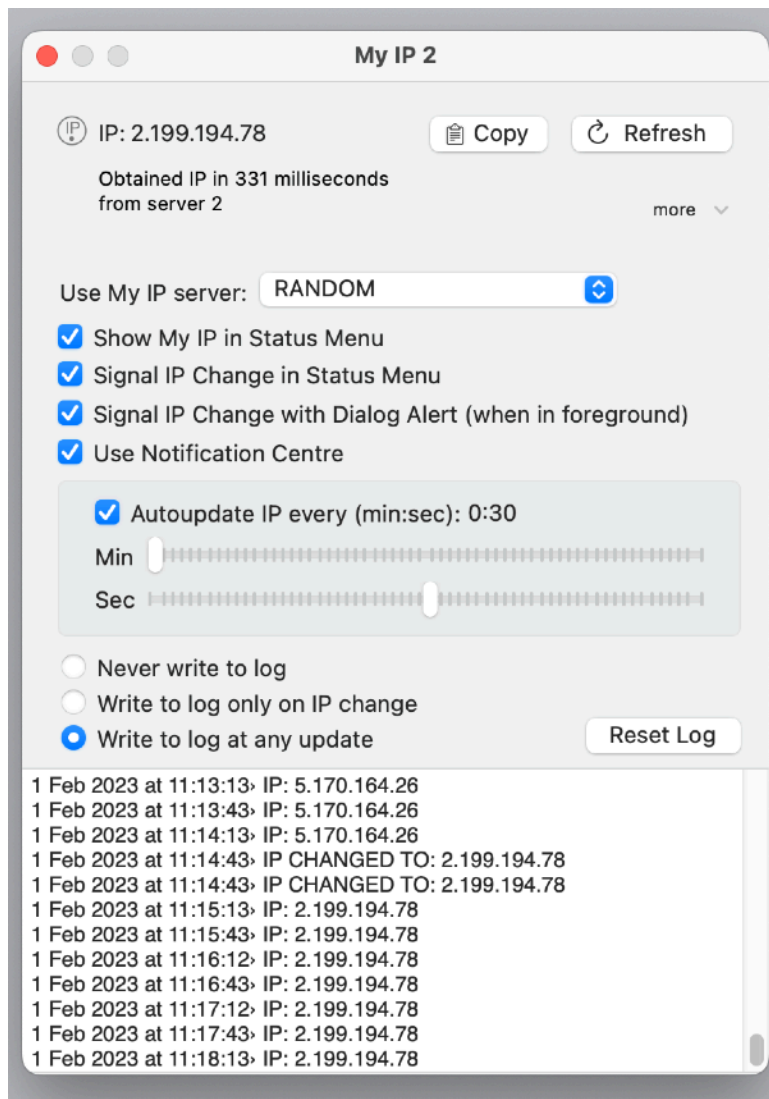 My IP 2
IP
IP: 2.199.194.78
Copy
Refresh
Obtained IP in 331 milliseconds
from server 2
more
Use My IP server: RANDOM
Show My IP in Status Menu
Signal IP Change in Status Menu
Signal IP Change with Dialog Alert (when in foreground)
Use Notification Centre
Autoupdate IP every (min:sec): 0:30
Min
Sec
Never write to log
Write to log only on IP change
Write to log at any update
Reset Log
1 Feb 2023 at 11:13:13› IP: 5.170.164.26
1 Feb 2023 at 11:13:43› IP: 5.170.164.26
1 Feb 2023 at 11:14:13› IP: 5.170.164.26
1 Feb 2023 at 11:14:43› IP CHANGED TO: 2.199.194.78
1 Feb 2023 at 11:14:43› IP CHANGED TO: 2.199.194.78
1 Feb 2023 at 11:15:13› IP: 2.199.194.78
1 Feb 2023 at 11:15:43› IP: 2.199.194.78
1 Feb 2023 at 11:16:12› IP: 2.199.194.78
1 Feb 2023 at 11:16:43› IP: 2.199.194.78
1 Feb 2023 at 11:17:12› IP: 2.199.194.78
1 Feb 2023 at 11:17:43› IP: 2.199.194.78
1 Feb 2023 at 11:18:13› IP: 2.199.194.78